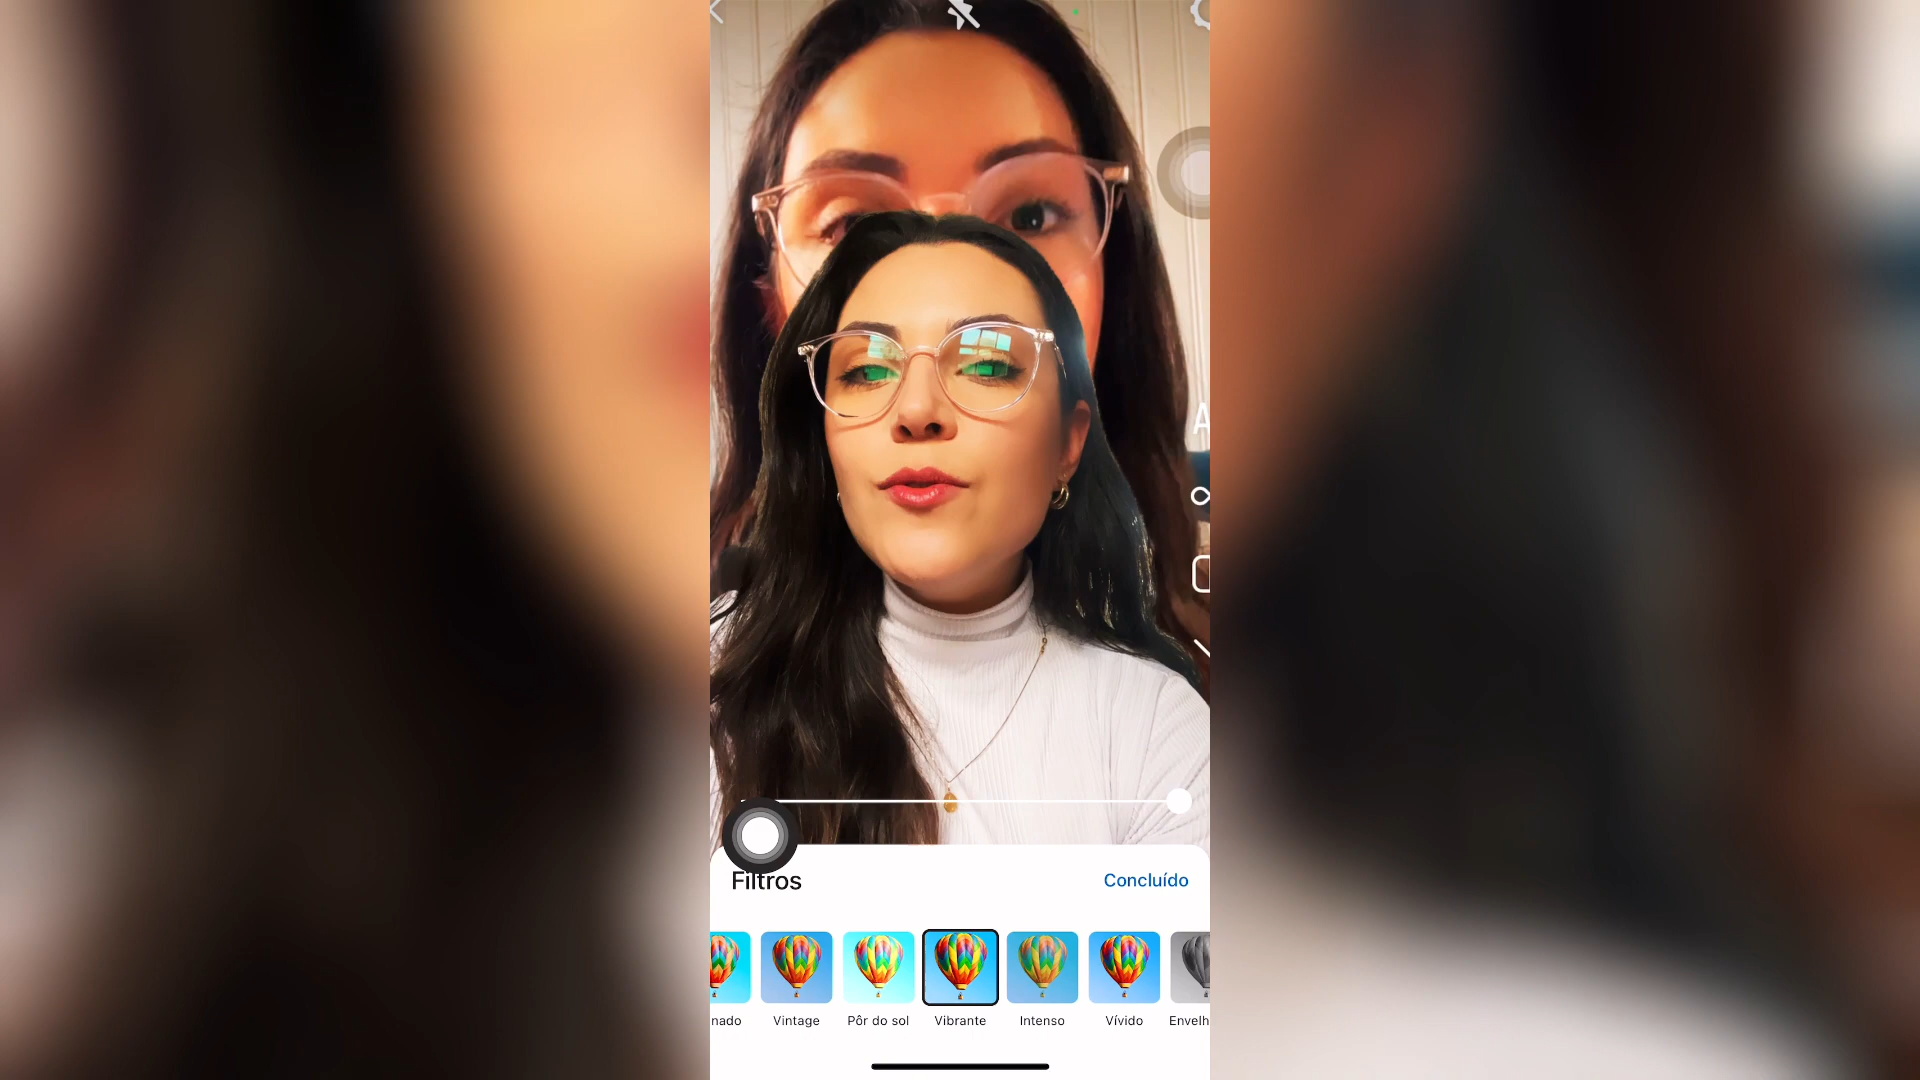 A
Filtros
Concluído
nado
Vintage
Pôr do sol
Vibrante
Intenso
Vívido
Envelh